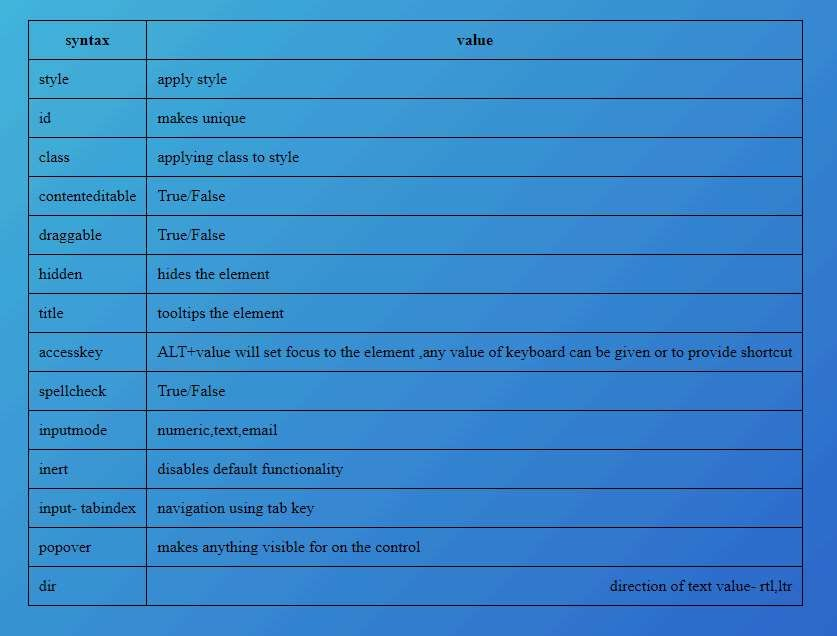 syntax value
style apply style
id makes unique
class applying class to style
contenteditable True/False
draggable True/False
hidden hides the element
title tooltips the element
accesskey ALT+value will set focus to the element ,any value of keyboard can be given or to provide shortcut
spellcheck True/False
inputmode numeric,text,email
inert disables default functionality
input- tabindex navigation using tab key
popover makes anything visible for on the control
dir direction of text value- rtl,ltr